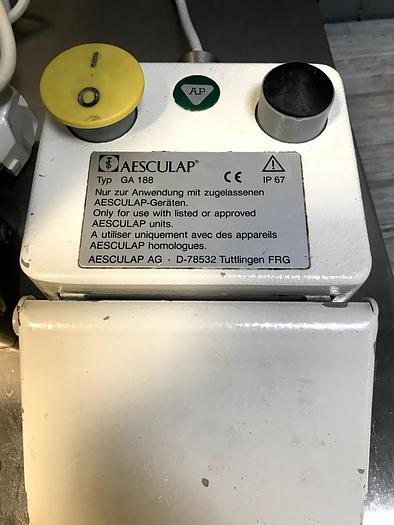 I
O
AP
AESCULAP®
Typ GA 188 CE IP 67
Nur zur Anwendung mit zugelassenen
AESCULAP-Geräten.
Only for use with listed or approved
AESCULAP units.
A utiliser uniquement avec des appareils
AESCULAP homologues.
AESCULAP AG · D-78532 Tuttlingen FRG